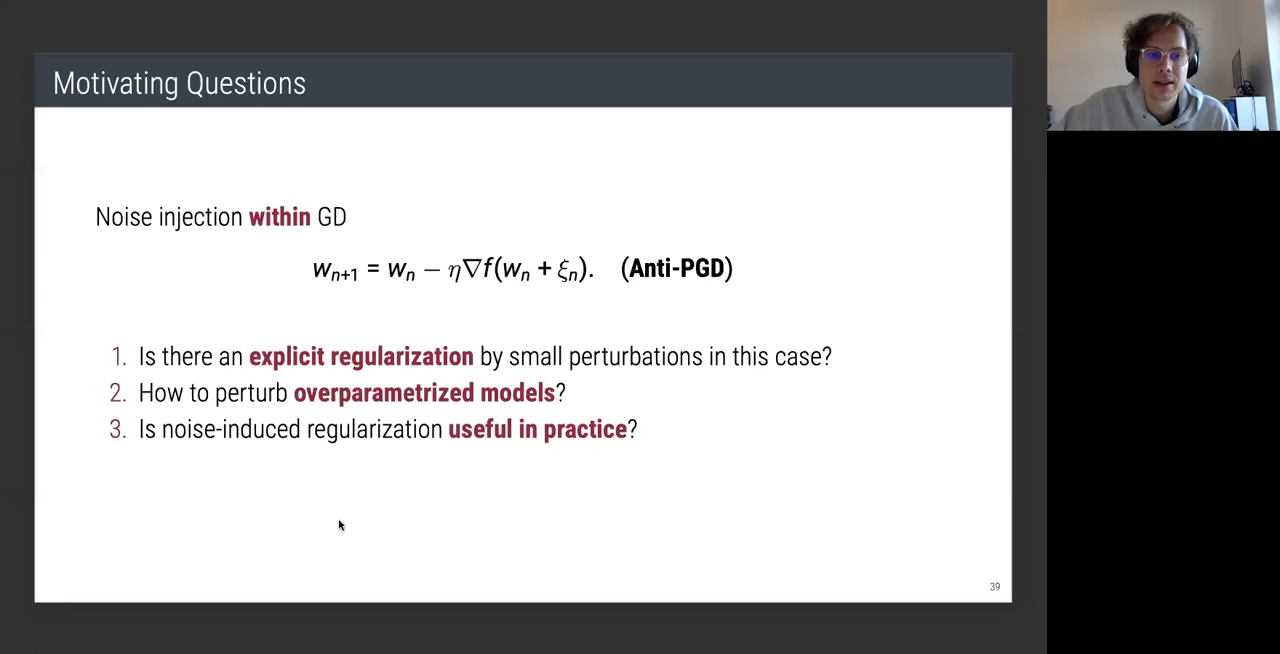 Motivating Questions
Noise injection within GD
wₙ₊₁ = wₙ − η∇f(wₙ + ξₙ). (Anti-PGD)
1. Is there an explicit regularization by small perturbations in this case?
2. How to perturb overparametrized models?
3. Is noise-induced regularization useful in practice?
39